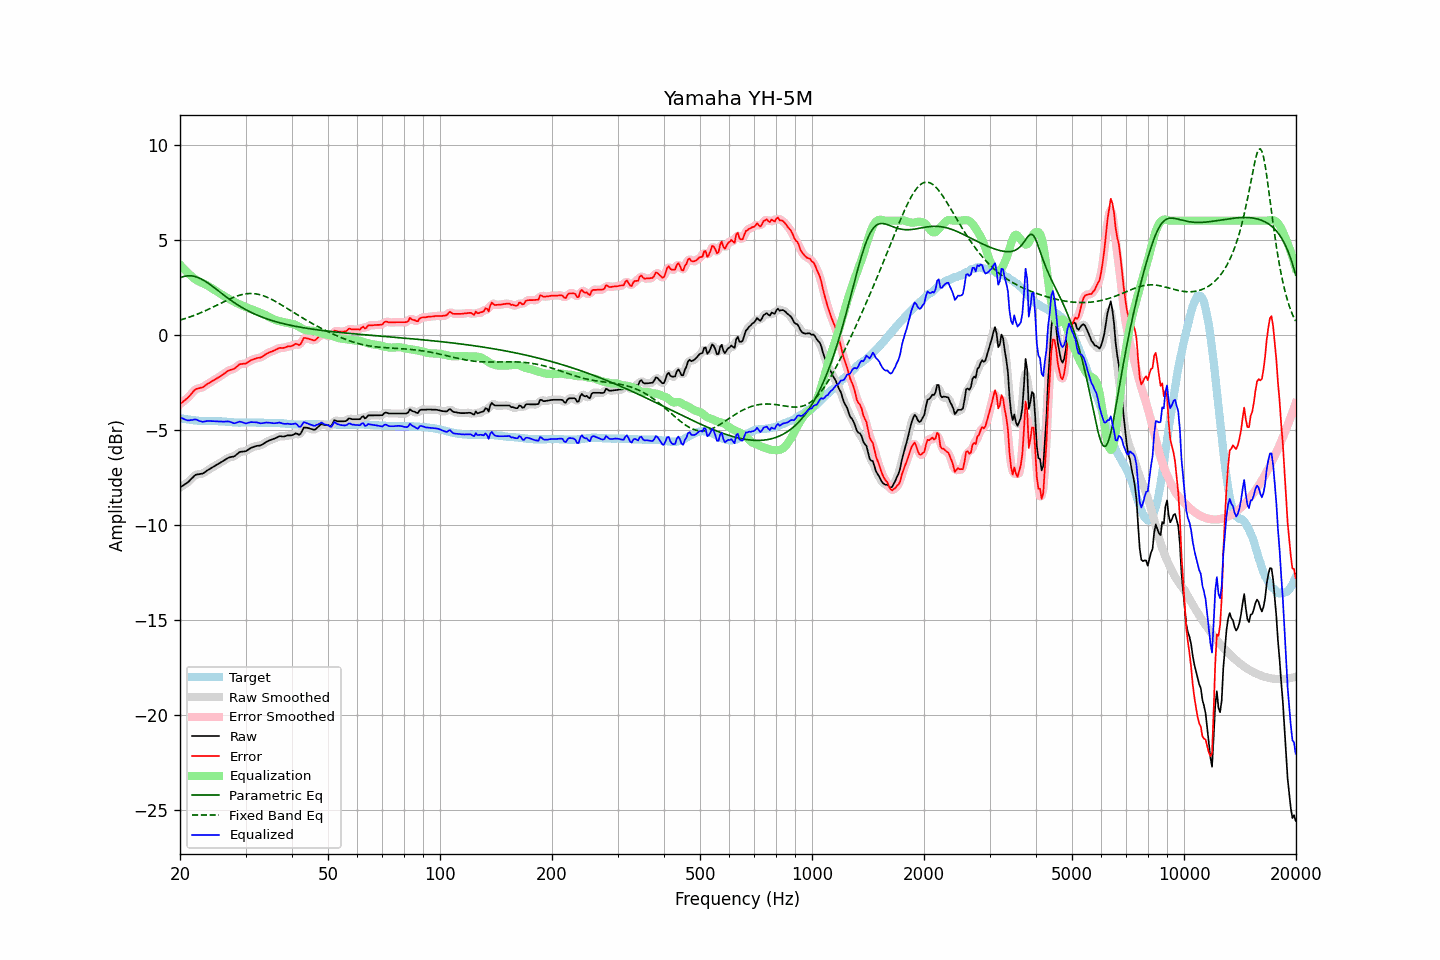 Yamaha YH-5M
Amplitude (dBr)
10
5
0
−5
−10
−15
−20
−25
Target
Raw Smoothed
Error Smoothed
Raw
Error
Equalization
Parametric Eq
Fixed Band Eq
Equalized
20 50 100 200 500 1000 2000 5000 10000 20000
Frequency (Hz)